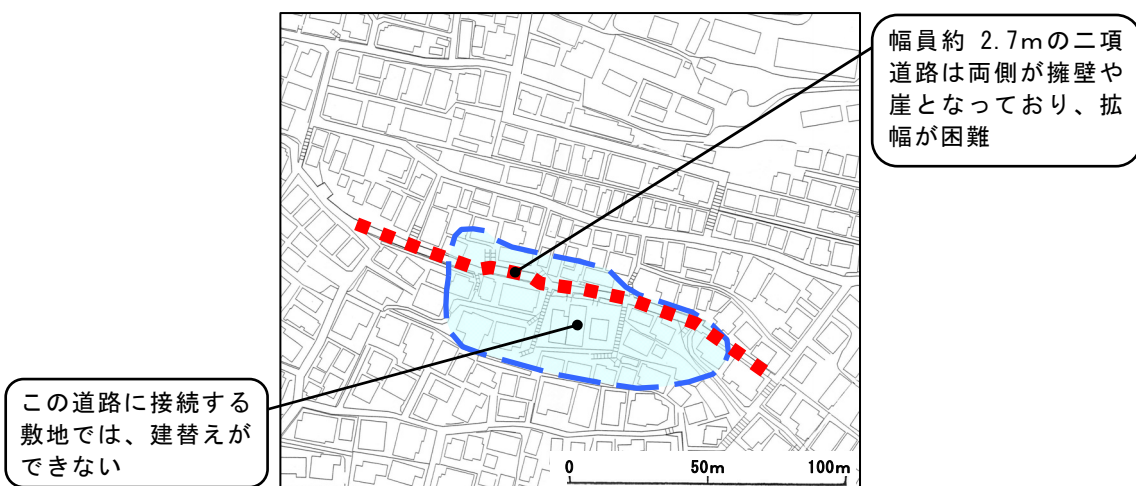 幅員約 2.7mの二項
道路は両側が擁壁や
崖となっており、拡
幅が困難
この道路に接続する
敷地では、建替えが
できない
0 50m 100m